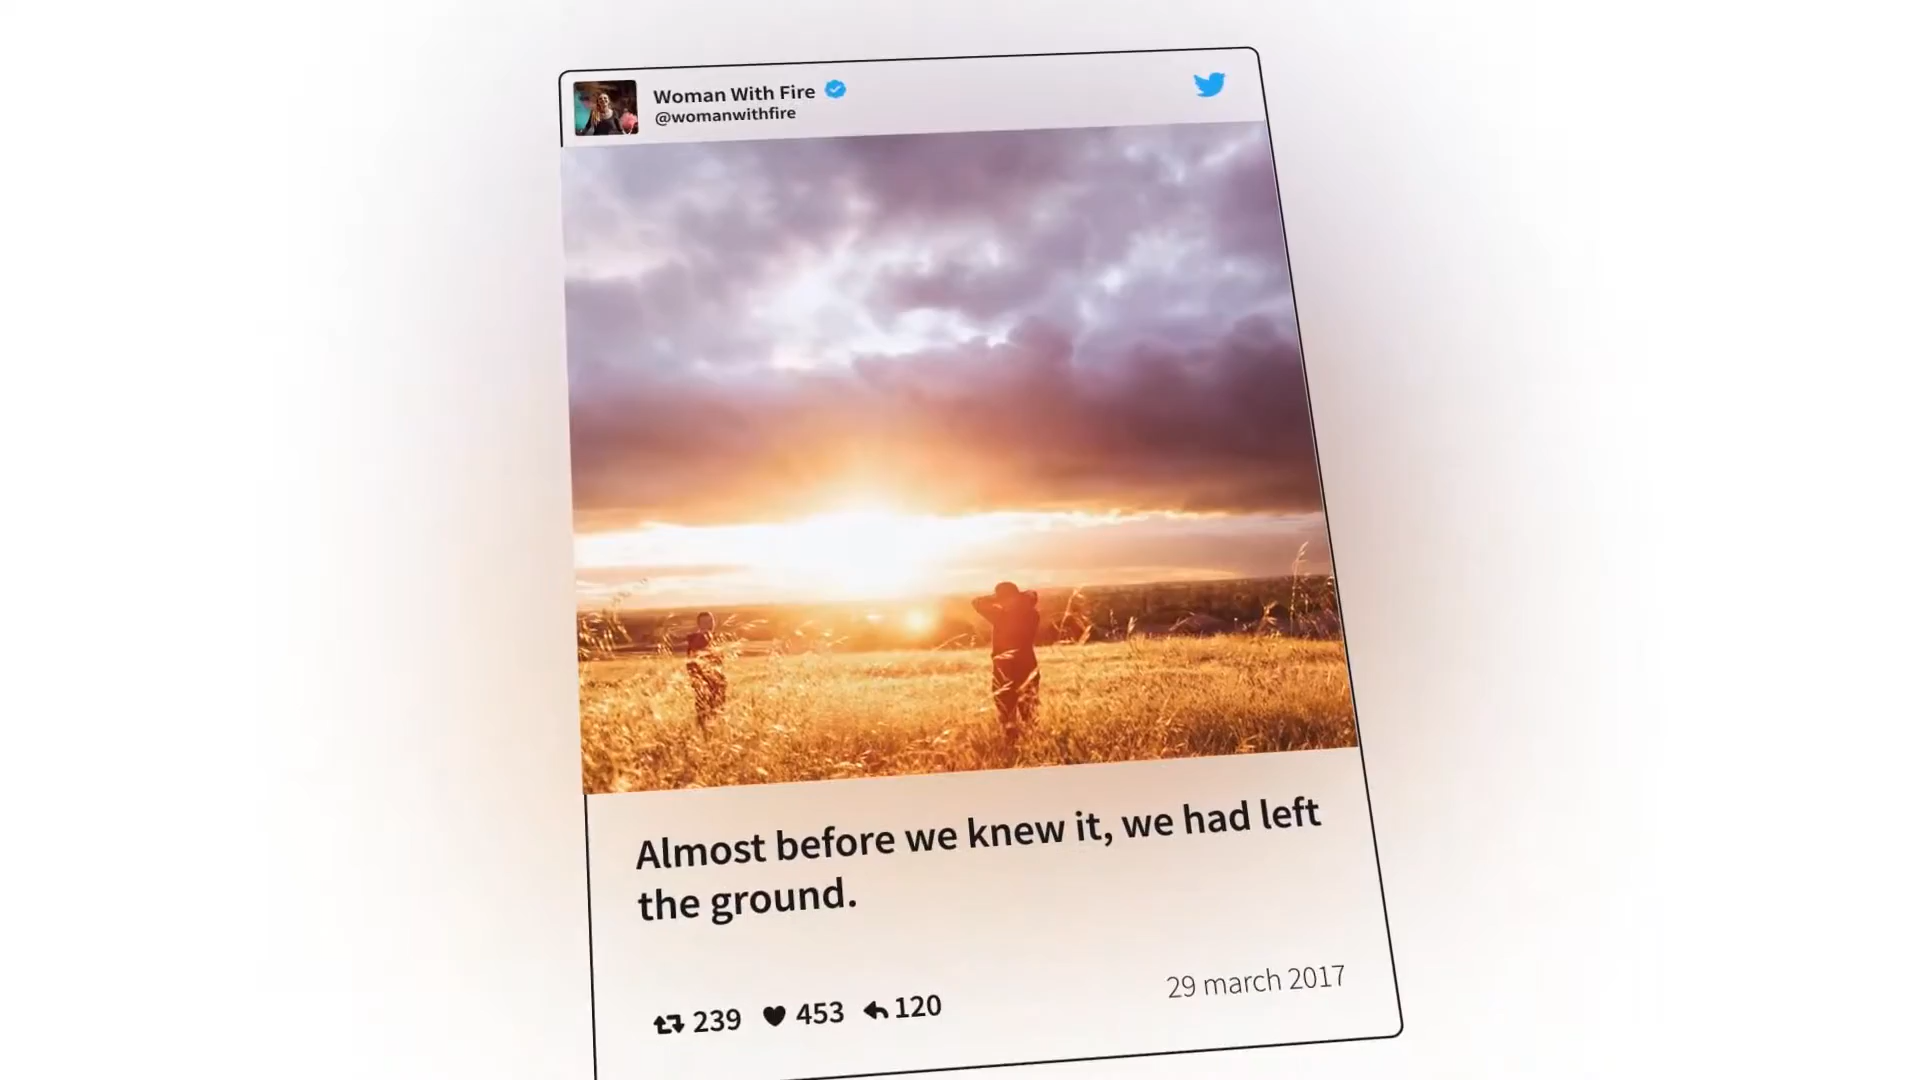 Woman With Fire
@womanwithfire
Almost before we knew it, we had left
the ground.
239 453 120
29 march 2017